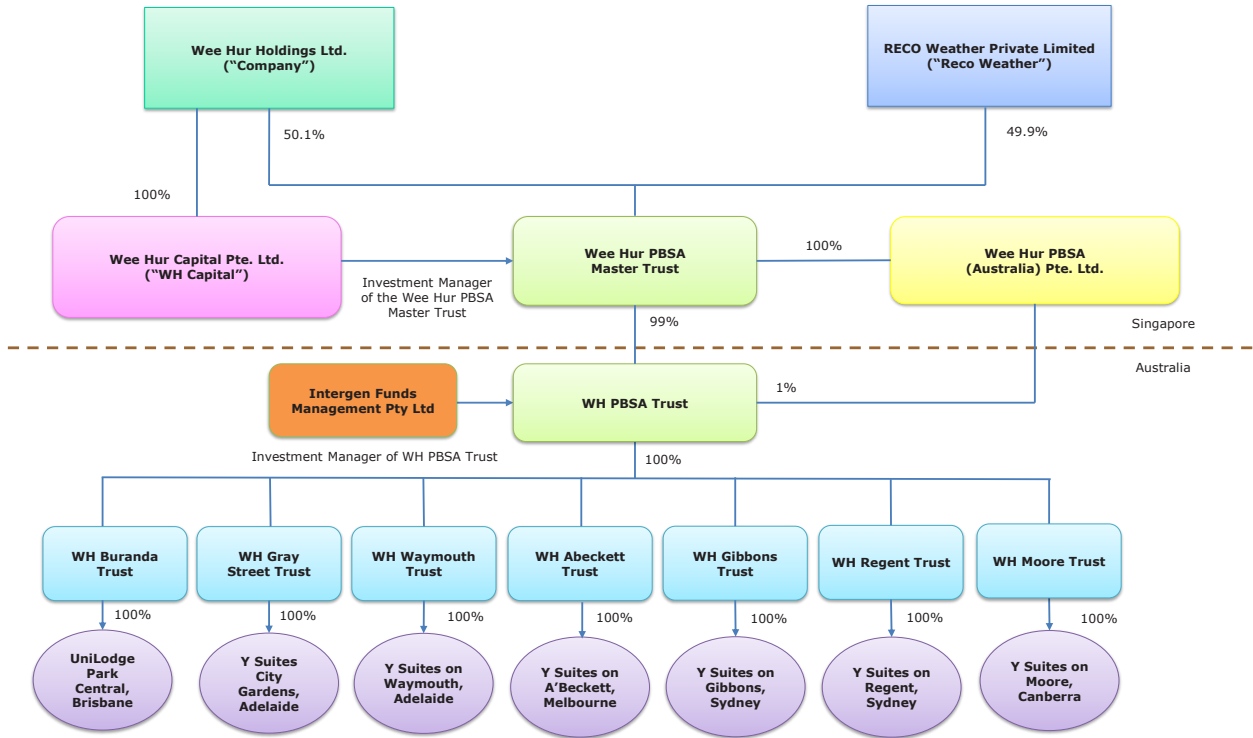 Wee Hur Holdings Ltd.
(“Company”)
RECO Weather Private Limited
(“Reco Weather”)
50.1%
49.9%
100%
Wee Hur Capital Pte. Ltd.
(“WH Capital”)
Investment Manager
of the Wee Hur PBSA
Master Trust
Wee Hur PBSA
Master Trust
100%
Wee Hur PBSA
(Australia) Pte. Ltd.
99%
Singapore
Australia
Intergen Funds
Management Pty Ltd
WH PBSA Trust
1%
Investment Manager of WH PBSA Trust
100%
WH Buranda
Trust
WH Gray
Street Trust
WH Waymouth
Trust
WH Abeckett
Trust
WH Gibbons
Trust
WH Regent Trust
WH Moore Trust
100%
100%
100%
100%
100%
100%
100%
UniLodge
Park
Central,
Brisbane
Y Suites
City
Gardens,
Adelaide
Y Suites on
Waymouth,
Adelaide
Y Suites on
A’Beckett,
Melbourne
Y Suites on
Gibbons,
Sydney
Y Suites on
Regent,
Sydney
Y Suites on
Moore,
Canberra